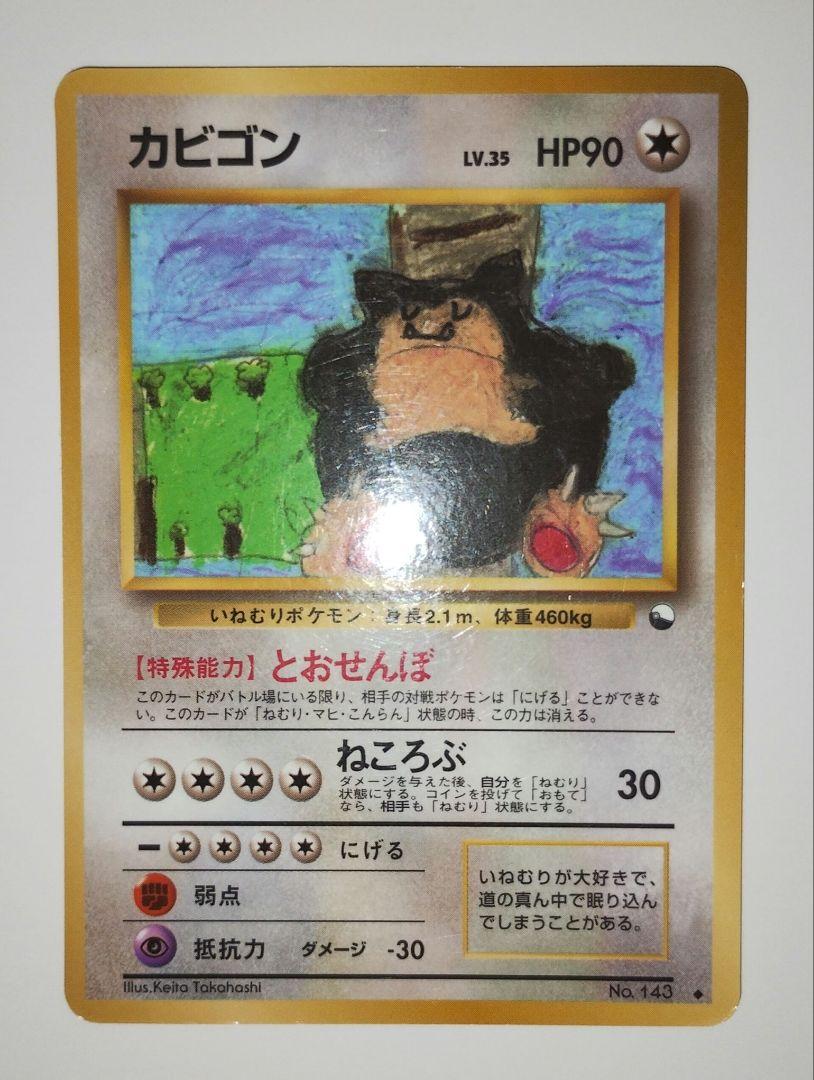 カビゴン LV.35 HP90
いねむりポケモン：身長2.1m、体重460kg
【特殊能力】とおせんぼ
このカードがバトル場にいる限り、相手の対戦ポケモンは「にげる」ことができな
い。このカードが「ねむり・マヒ・こんらん」状態の時、この力は消える。
ねころぶ
ダメージを与えた後、自分を「ねむり」
状態にする。コインを投げて「おもて」
なら、相手も「ねむり」状態にする。
30
ー にげる
弱点
抵抗力 ダメージ -30
いねむりが大好きで、
道の真ん中で眠り込ん
でしまうことがある。
Illus.Keita Takahashi
No. 143